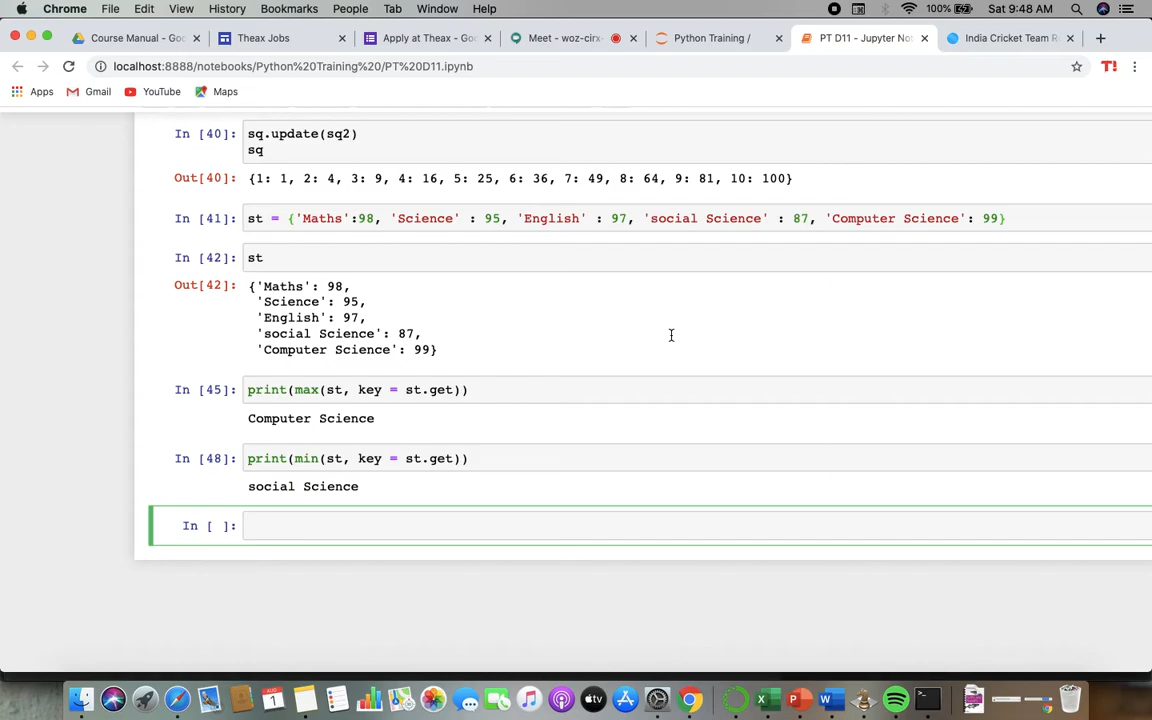 Chrome File Edit View History Bookmarks People Tab Window Help 100% Sat 9:48 AM
Course Manual - Goo Theax Jobs Apply at Theax - Goo Meet - woz-cirx- Python Training / PT D11 - Jupyter Not India Cricket Team R
localhost:8888/notebooks/Python%20Training%20/PT%20D11.ipynb T!
Apps Gmail YouTube Maps
In [40]: sq.update(sq2)
sq
Out[40]: {1: 1, 2: 4, 3: 9, 4: 16, 5: 25, 6: 36, 7: 49, 8: 64, 9: 81, 10: 100}
In [41]: st = {'Maths':98, 'Science' : 95, 'English' : 97, 'social Science' : 87, 'Computer Science': 99}
In [42]: st
Out[42]: {'Maths': 98,
'Science': 95,
'English': 97,
'social Science': 87,
'Computer Science': 99}
In [45]: print(max(st, key = st.get))
Computer Science
In [48]: print(min(st, key = st.get))
social Science
In [ ]: